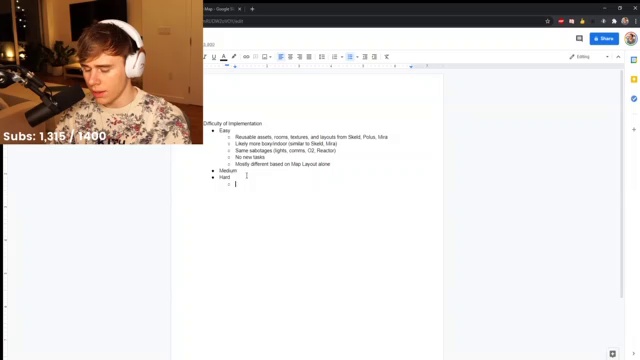 Map - Google D
Share
Editing
Difficulty of Implementation
Easy
Reusable assets, rooms, textures, and layouts from Skeld, Polus, Mira
Likely more boxy/indoor (similar to Skeld, Mira)
Same sabotages (lights, comms, O2, Reactor)
No new tasks
Mostly different based on Map Layout alone
Medium
Hard
Subs: 1,315 / 1400